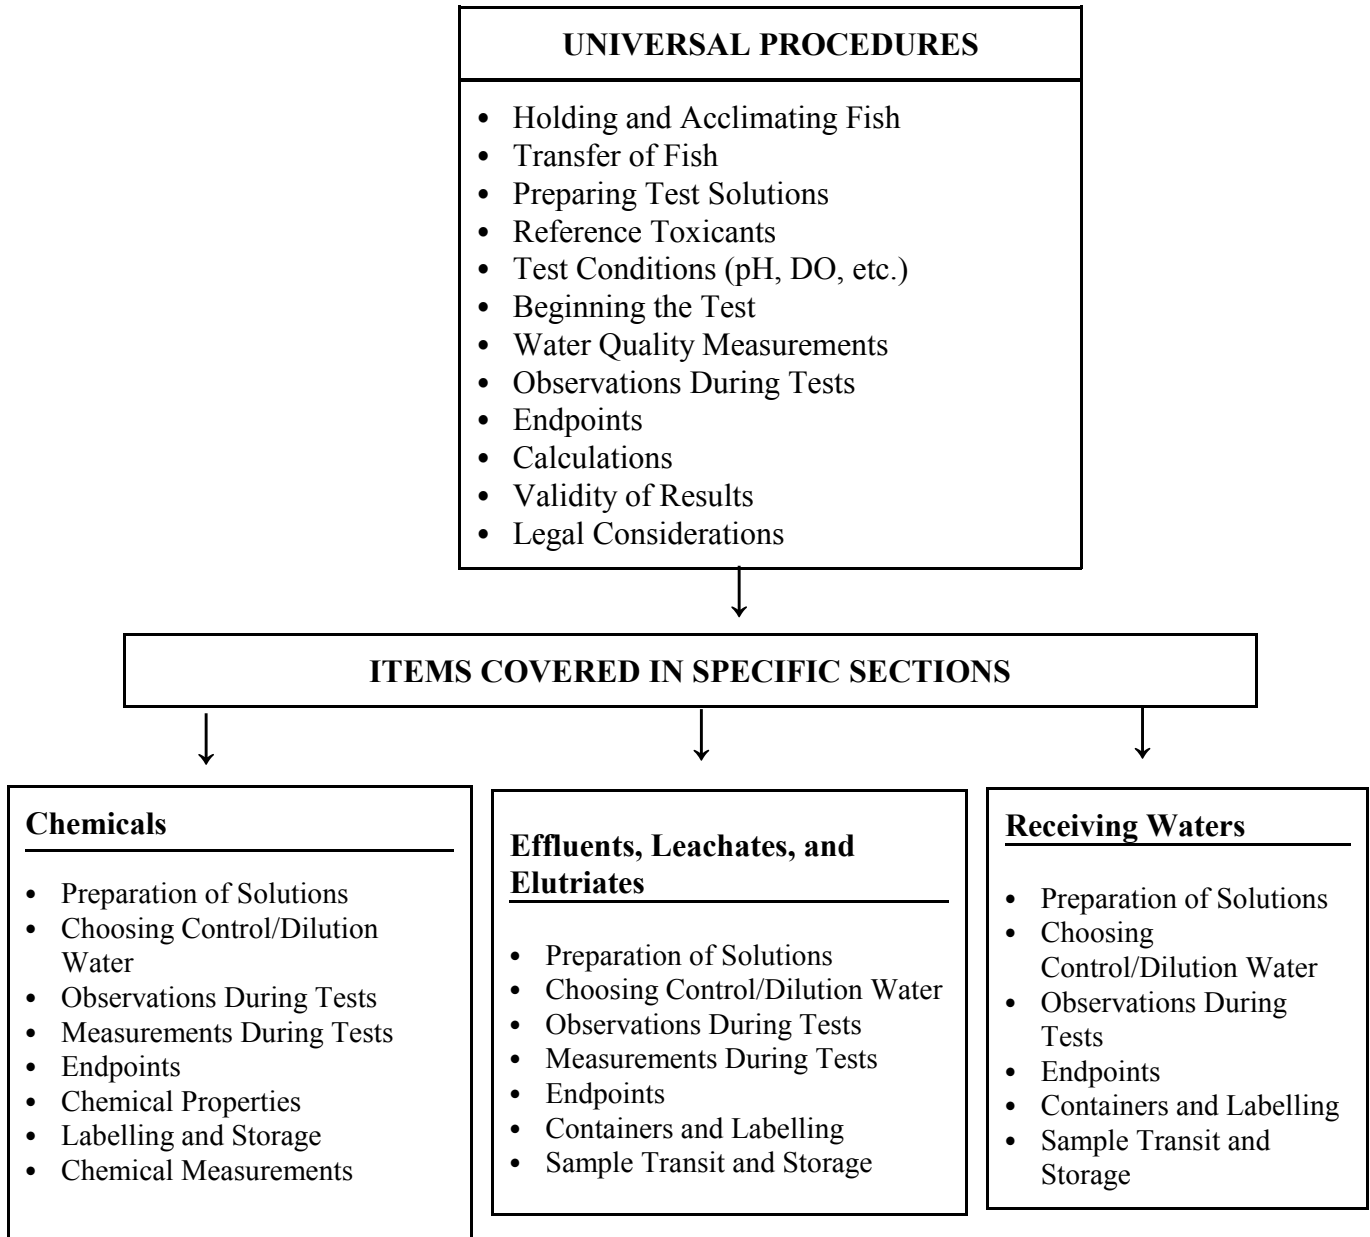 UNIVERSAL PROCEDURES
• Holding and Acclimating Fish
• Transfer of Fish
• Preparing Test Solutions
• Reference Toxicants
• Test Conditions (pH, DO, etc.)
• Beginning the Test
• Water Quality Measurements
• Observations During Tests
• Endpoints
• Calculations
• Validity of Results
• Legal Considerations
ITEMS COVERED IN SPECIFIC SECTIONS
Chemicals
• Preparation of Solutions
• Choosing Control/Dilution
Water
• Observations During Tests
• Measurements During Tests
• Endpoints
• Chemical Properties
• Labelling and Storage
• Chemical Measurements
Effluents, Leachates, and
Elutriates
• Preparation of Solutions
• Choosing Control/Dilution Water
• Observations During Tests
• Measurements During Tests
• Endpoints
• Containers and Labelling
• Sample Transit and Storage
Receiving Waters
• Preparation of Solutions
• Choosing
Control/Dilution Water
• Observations During
Tests
• Endpoints
• Containers and Labelling
• Sample Transit and
Storage